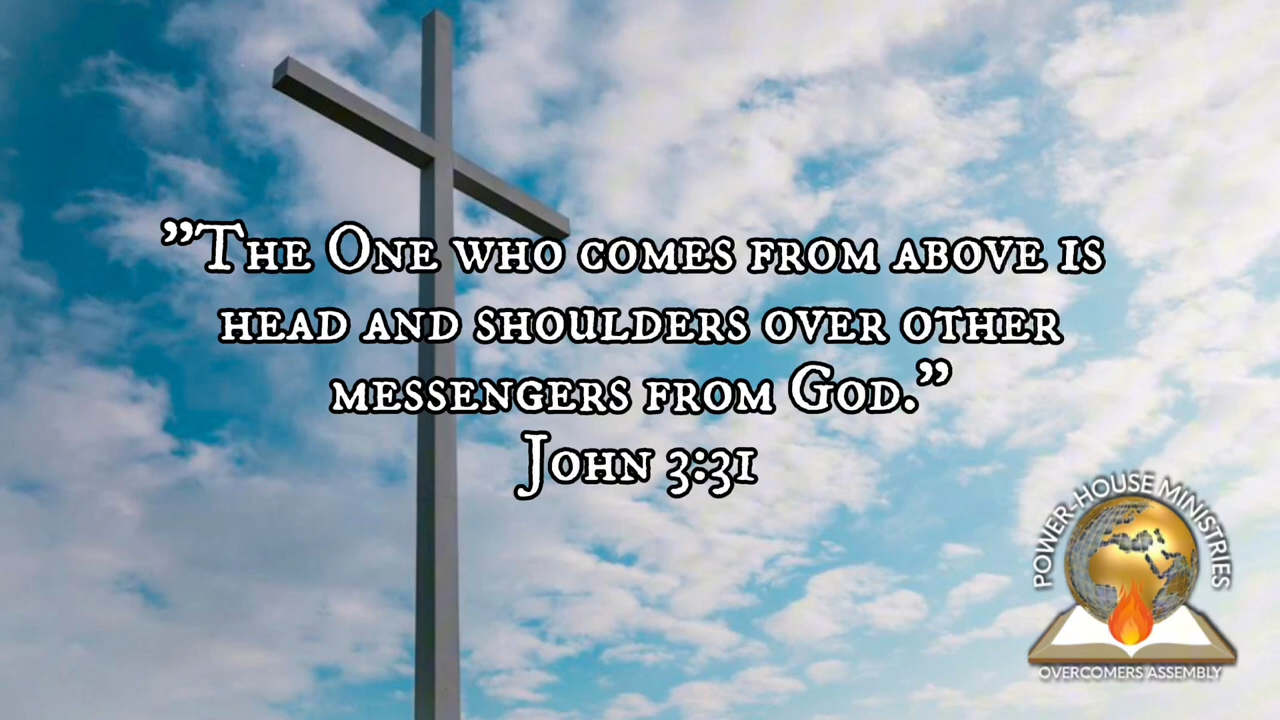 ”The One who comes from above is
head and shoulders over other
messengers from God.”
John 3:31
POWER-HOUSE MINISTRIES
OVERCOMERS ASSEMBLY